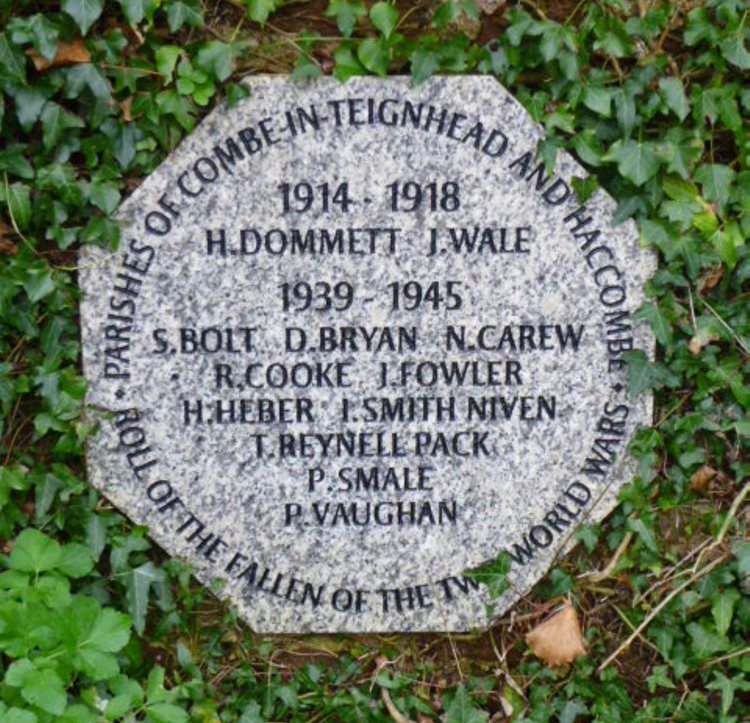 PARISHES OF COMBE-IN-TEIGNHEAD AND HACCOMBE
1914 - 1918
H.DOMMETT J.WALE
1939 - 1945
S.BOLT D.BRYAN N.CAREW
R.COOKE J.FOWLER
H.HEBER I.SMITH NIVEN
T.REYNELL PACK
P.SMALE
P.VAUGHAN
ROLL OF THE FALLEN OF THE TW WORLD WARS